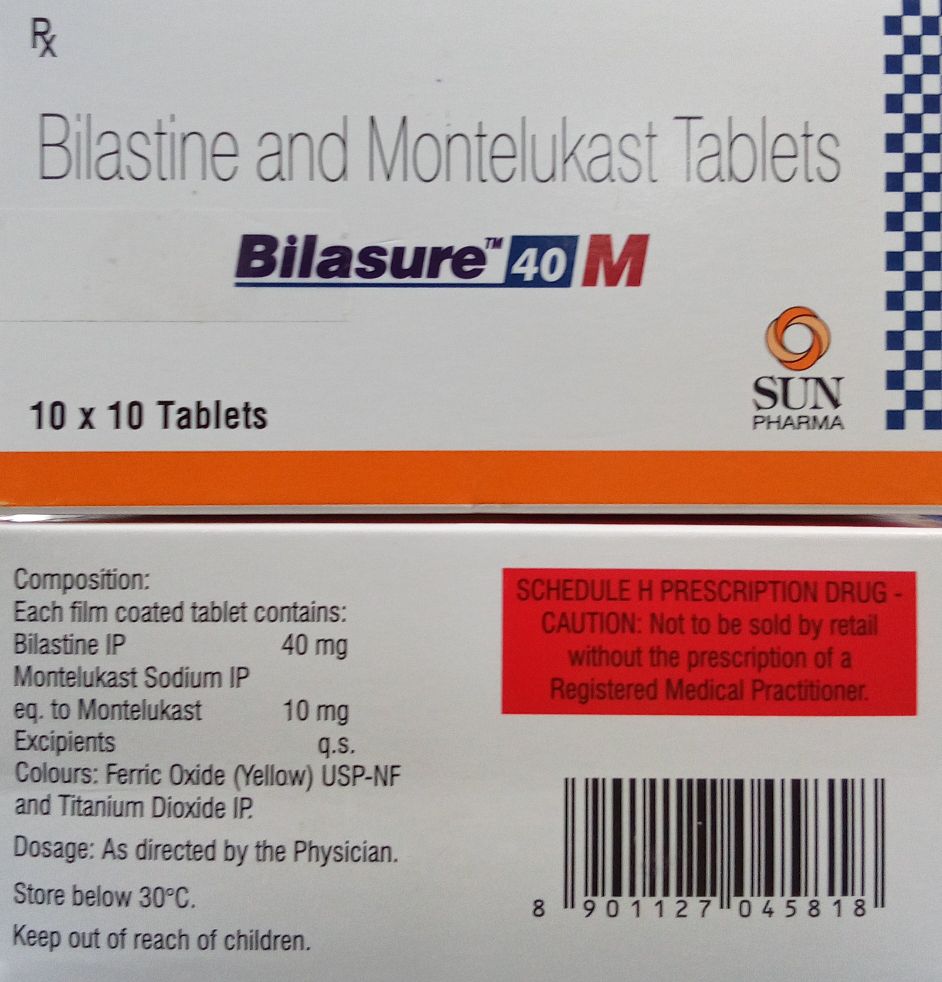 Rx
Bilastine and Montelukast Tablets
Bilasure™ 40 M
10 x 10 Tablets
SUN
PHARMA
Composition:
Each film coated tablet contains:
Bilastine IP 40 mg
Montelukast Sodium IP
eq. to Montelukast 10 mg
Excipients q.s.
Colours: Ferric Oxide (Yellow) USP-NF
and Titanium Dioxide IP.
Dosage: As directed by the Physician.
Store below 30°C.
Keep out of reach of children.
SCHEDULE H PRESCRIPTION DRUG -
CAUTION: Not to be sold by retail
without the prescription of a
Registered Medical Practitioner.
8 901127 045818